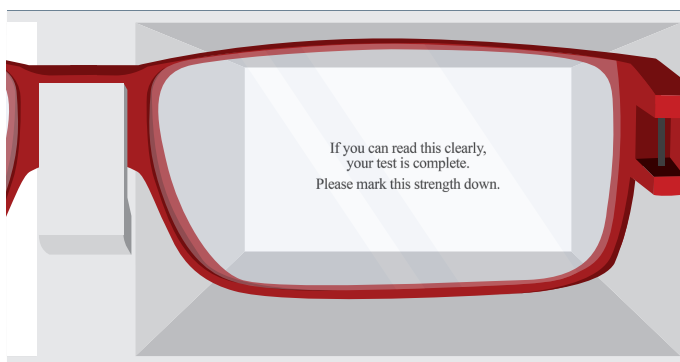 If you can read this clearly,
your test is complete.
Please mark this strength down.